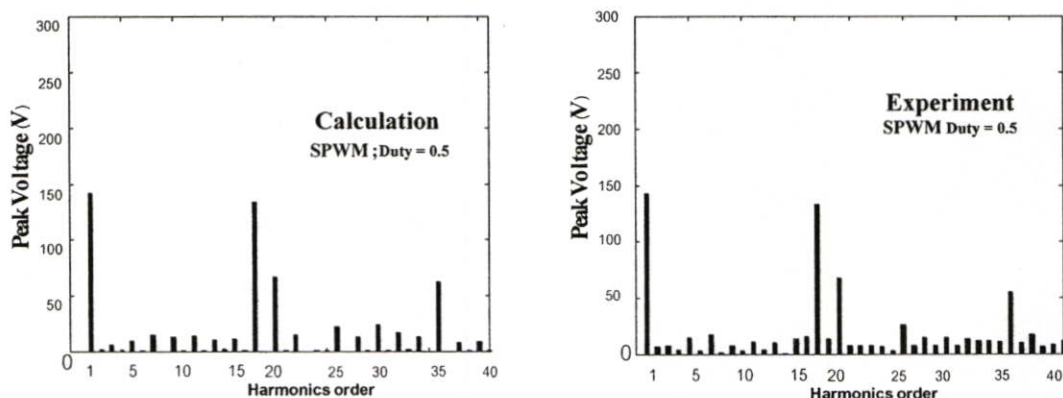 300
250
200
150
100
50
0
Peak Voltage (V)
Calculation
SPWM ;Duty = 0.5
1 5 10 15 20 25 30 35 40
Harmonics order
300
250
200
150
100
50
0
Peak Voltage (V)
Experiment
SPWM Duty = 0.5
1 5 10 15 20 25 30 35 40
Harmonics order